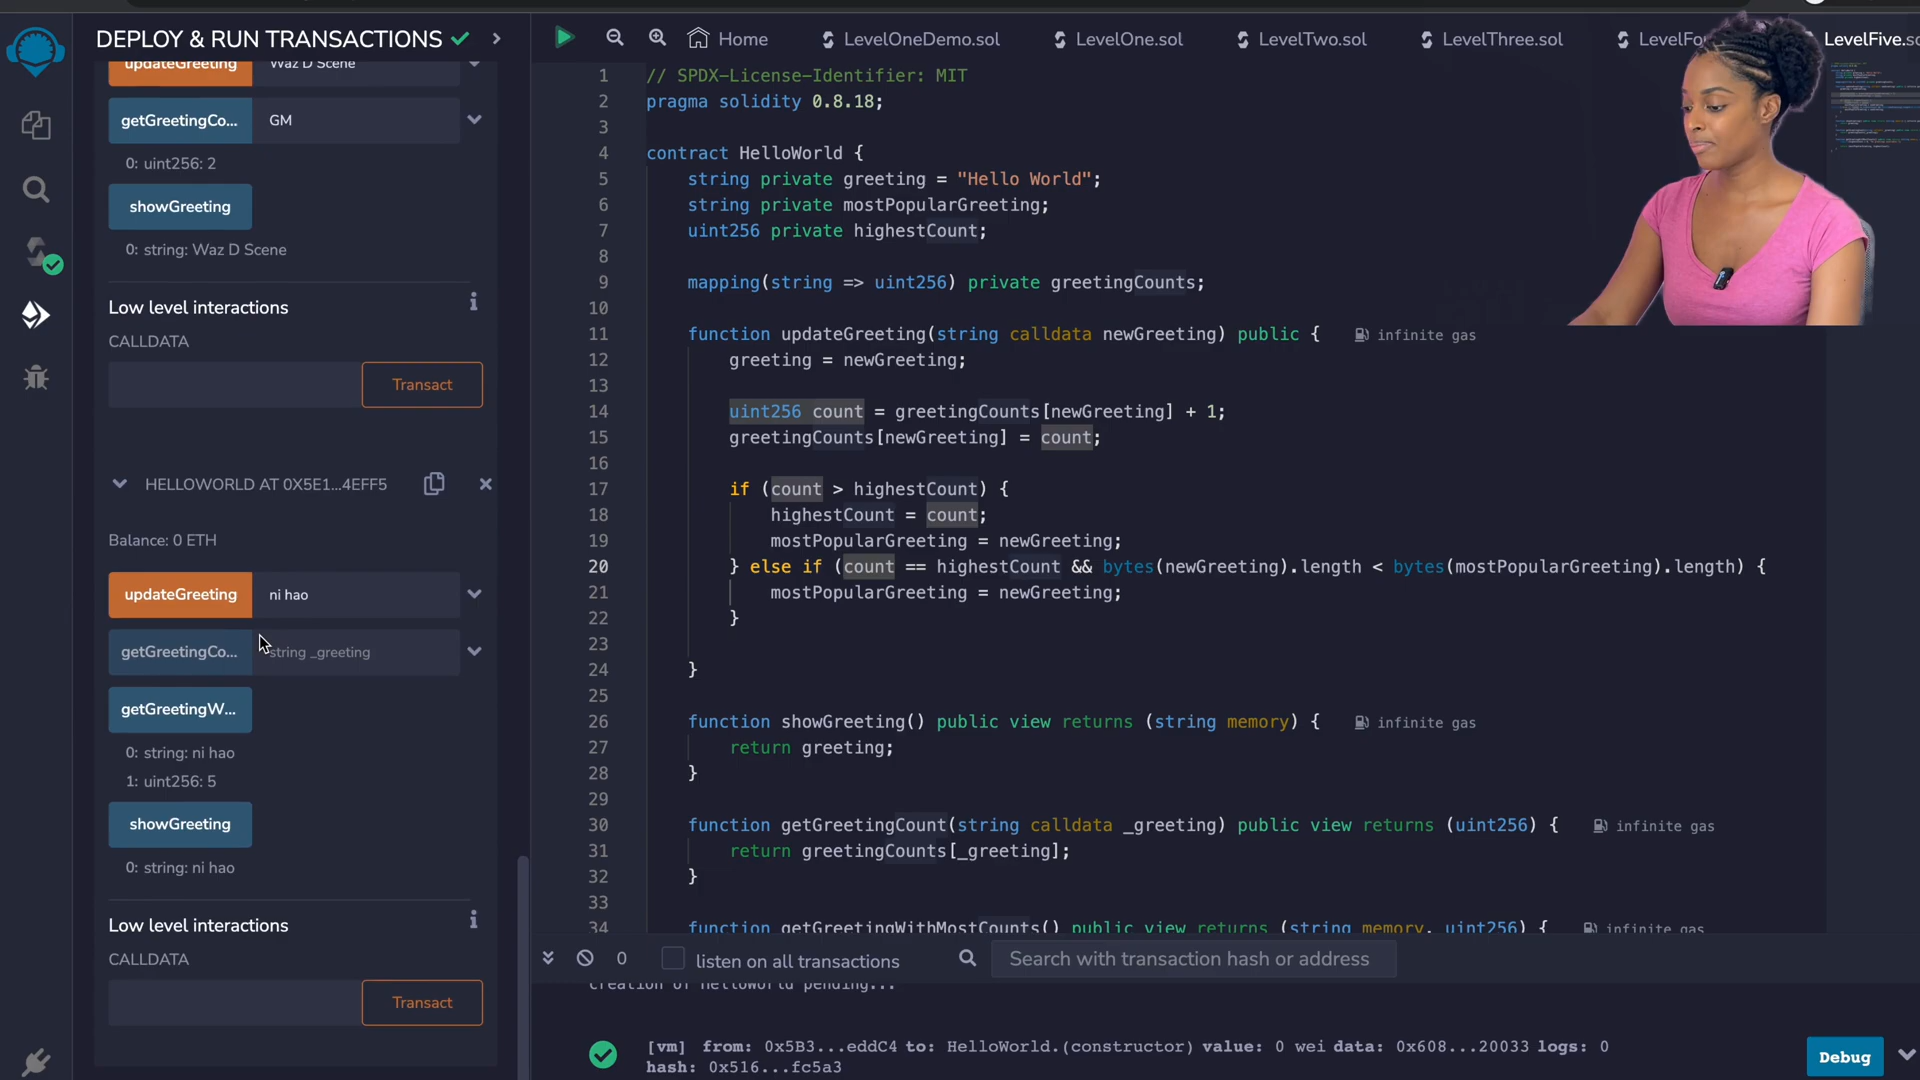 DEPLOY & RUN TRANSACTIONS
updateGreeting Waz D Scene
getGreetingCo... GM
0: uint256: 2
showGreeting
0: string: Waz D Scene
Low level interactions
CALLDATA
Transact
HELLOWORLD AT 0X5E1...4EFF5
Balance: 0 ETH
updateGreeting ni hao
getGreetingCo... string _greeting
getGreetingW...
0: string: ni hao
1: uint256: 5
showGreeting
0: string: ni hao
Low level interactions
CALLDATA
Transact
Home LevelOneDemo.sol LevelOne.sol LevelTwo.sol LevelThree.sol LevelFo LevelFive.so
1 // SPDX-License-Identifier: MIT
2 pragma solidity 0.8.18;
3
4 contract HelloWorld {
5 string private greeting = "Hello World";
6 string private mostPopularGreeting;
7 uint256 private highestCount;
8
9 mapping(string => uint256) private greetingCounts;
10
11 function updateGreeting(string calldata newGreeting) public { infinite gas
12 greeting = newGreeting;
13
14 uint256 count = greetingCounts[newGreeting] + 1;
15 greetingCounts[newGreeting] = count;
16
17 if (count > highestCount) {
18 highestCount = count;
19 mostPopularGreeting = newGreeting;
20 } else if (count == highestCount && bytes(newGreeting).length < bytes(mostPopularGreeting).length) {
21 mostPopularGreeting = newGreeting;
22 }
23
24 }
25
26 function showGreeting() public view returns (string memory) { infinite gas
27 return greeting;
28 }
29
30 function getGreetingCount(string calldata _greeting) public view returns (uint256) { infinite gas
31 return greetingCounts[_greeting];
32 }
33
34 function getGreetingWithMostCounts() public view returns (string memory, uint256) { infinite gas
0 listen on all transactions Search with transaction hash or address
creation of HelloWorld pending...
[vm] from: 0x5B3...eddC4 to: HelloWorld.(constructor) value: 0 wei data: 0x608...20033 logs: 0
hash: 0x516...fc5a3
Debug